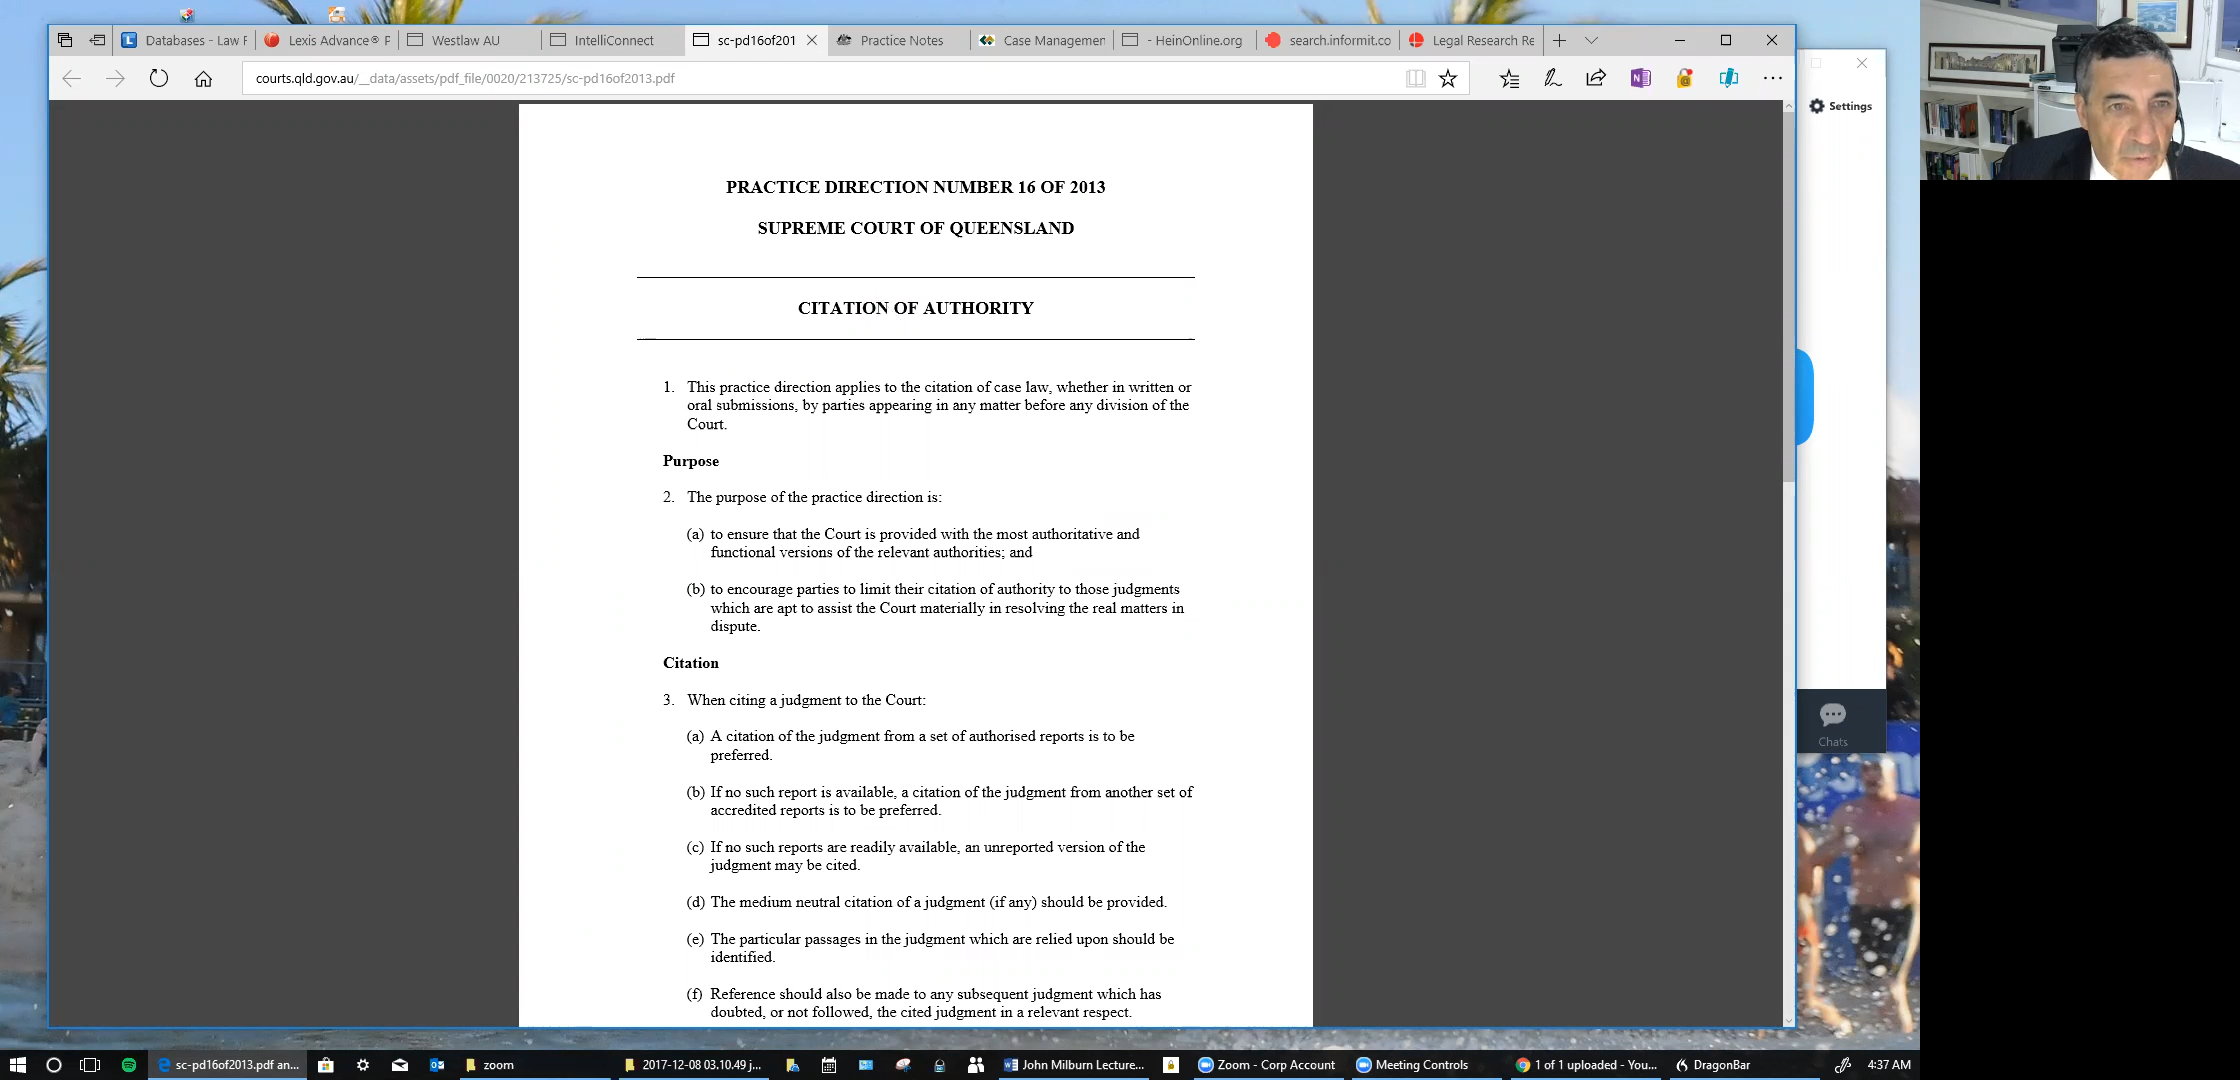 Databases - Law F
Lexis Advance® F
Westlaw AU
IntelliConnect
sc-pd16of201
Practice Notes
Case Managemen
- HeinOnline.org
search.informit.co
Legal Research Re
courts.qld.gov.au/__data/assets/pdf_file/0020/213725/sc-pd16of2013.pdf
Settings
PRACTICE DIRECTION NUMBER 16 OF 2013
SUPREME COURT OF QUEENSLAND
CITATION OF AUTHORITY
1. This practice direction applies to the citation of case law, whether in written or
oral submissions, by parties appearing in any matter before any division of the
Court.
Purpose
2. The purpose of the practice direction is:
(a) to ensure that the Court is provided with the most authoritative and
functional versions of the relevant authorities; and
(b) to encourage parties to limit their citation of authority to those judgments
which are apt to assist the Court materially in resolving the real matters in
dispute.
Citation
3. When citing a judgment to the Court:
(a) A citation of the judgment from a set of authorised reports is to be
preferred.
(b) If no such report is available, a citation of the judgment from another set of
accredited reports is to be preferred.
(c) If no such reports are readily available, an unreported version of the
judgment may be cited.
(d) The medium neutral citation of a judgment (if any) should be provided.
(e) The particular passages in the judgment which are relied upon should be
identified.
(f) Reference should also be made to any subsequent judgment which has
doubted, or not followed, the cited judgment in a relevant respect.
Chats
sc-pd16of2013.pdf an...
zoom
2017-12-08 03.10.49 j...
John Milburn Lecture...
Zoom - Corp Account
Meeting Controls
1 of 1 uploaded - You...
DragonBar
4:37 AM